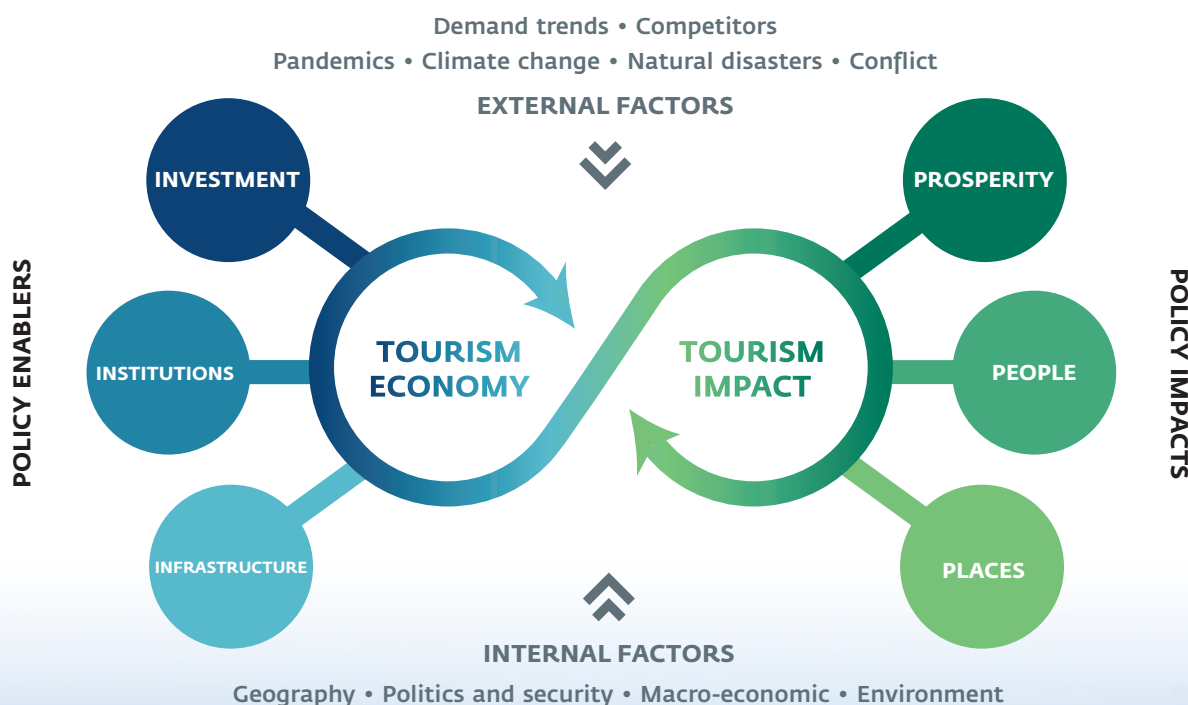 Demand trends • Competitors
Pandemics • Climate change • Natural disasters • Conflict
EXTERNAL FACTORS
INVESTMENT
PROSPERITY
POLICY ENABLERS
INSTITUTIONS
TOURISM
ECONOMY
TOURISM
IMPACT
PEOPLE
POLICY IMPACTS
INFRASTRUCTURE
PLACES
INTERNAL FACTORS
Geography • Politics and security • Macro-economic • Environment